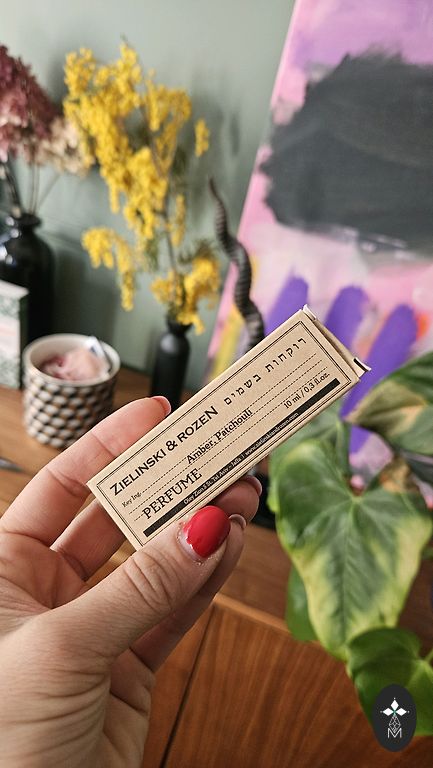 ZIELINSKI & ROZEN רוקחות בשמים
Key Ing. Amber, Patchouli
PERFUME 10 ml / 0,3 fl.oz.